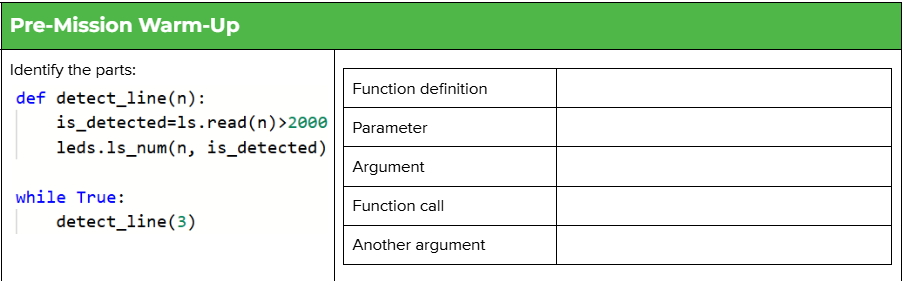 Pre-Mission Warm-Up
Identify the parts:
def detect_line(n):
is_detected=ls.read(n)>2000
leds.ls_num(n, is_detected)
while True:
detect_line(3)
Function definition
Parameter
Argument
Function call
Another argument